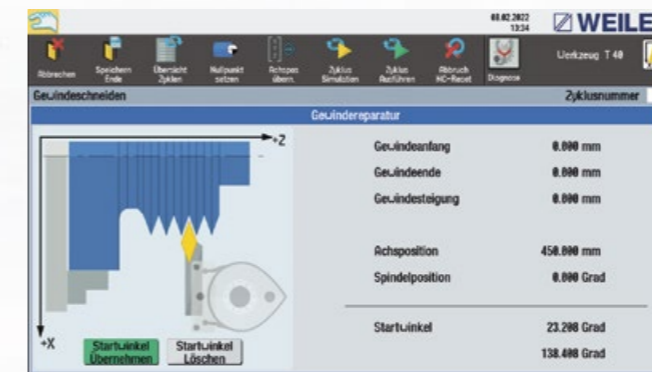 08.02.2022
13:34
WEILE
Abbrechen
Speichern Ende
Übersicht Zyklen
Nullpunkt setzen
Achspos übern.
Zyklus Simulation
Zyklus Ausführen
Abbruch NC-Reset
Diagnose
Werkzeug T 40
Gewindeschneiden
Zyklusnummer
Gewindereparatur
+Z
Gewindeanfang 0.000 mm
Gewindeende 0.000 mm
Gewindesteigung 0.000 mm
Achsposition 450.000 mm
Spindelposition 0.000 Grad
Startwinkel 23.200 Grad
138.400 Grad
+X
Startwinkel Übernehmen
Startwinkel Löschen